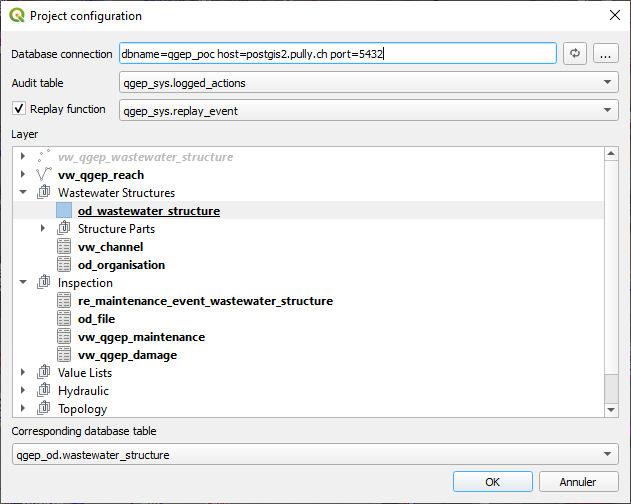 Project configuration
Database connection dbname=qgep_poc host=postgis2.pully.ch port=5432 ...
Audit table qgep_sys.logged_actions
Replay function qgep_sys.replay_event
Layer
vw_qgep_wastewater_structure
vw_qgep_reach
Wastewater Structures
od_wastewater_structure
Structure Parts
vw_channel
od_organisation
Inspection
re_maintenance_event_wastewater_structure
od_file
vw_qgep_maintenance
vw_qgep_damage
Value Lists
Hydraulic
Topology
Corresponding database table
qgep_od.wastewater_structure
OK Annuler